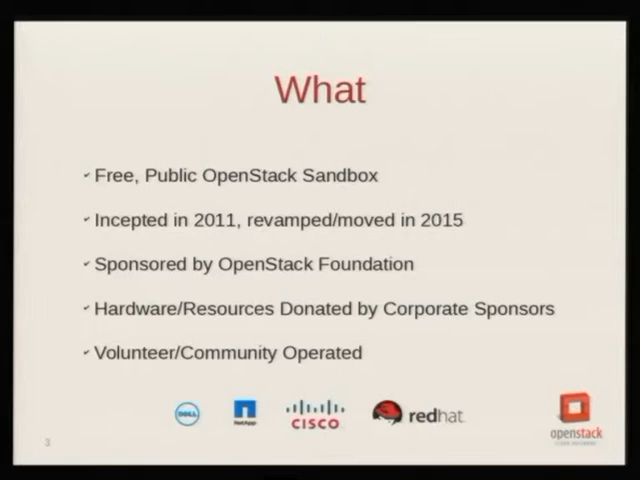 What
Free, Public OpenStack Sandbox
Incepted in 2011, revamped/moved in 2015
Sponsored by OpenStack Foundation
Hardware/Resources Donated by Corporate Sponsors
Volunteer/Community Operated
DELL
NetApp
CISCO
redhat.
openstack
3